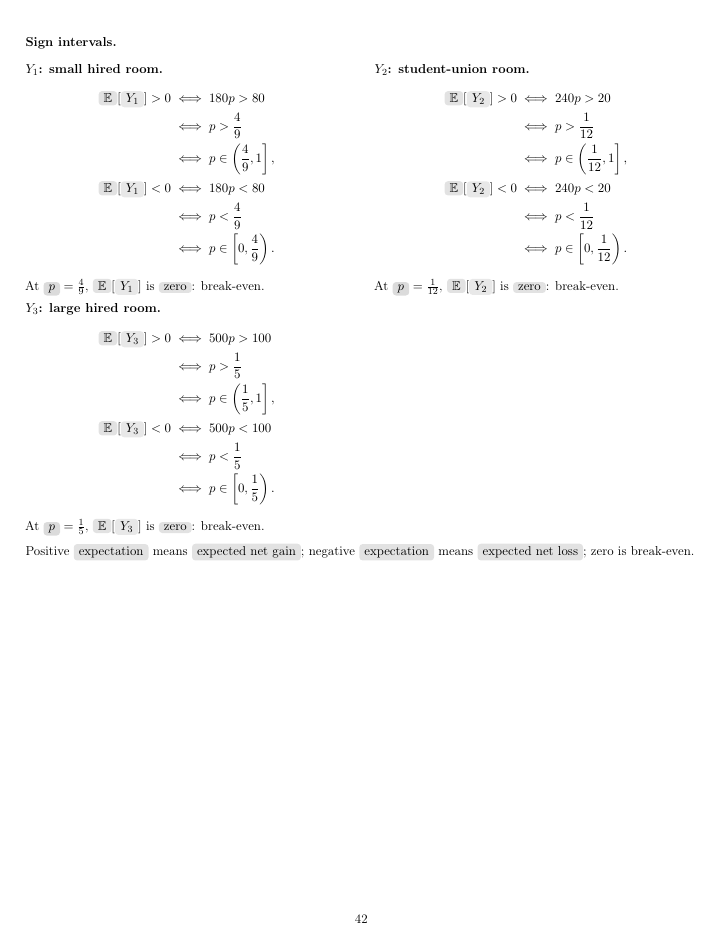 Sign intervals.
Y₁: small hired room.
𝔼 [ Y₁ ] > 0 ⟺ 180p > 80
⟺ p > 4/9
⟺ p ∈ (4/9, 1],
𝔼 [ Y₁ ] < 0 ⟺ 180p < 80
⟺ p < 4/9
⟺ p ∈ [0, 4/9).
At p = 4/9, 𝔼 [ Y₁ ] is zero: break-even.
Y₂: student-union room.
𝔼 [ Y₂ ] > 0 ⟺ 240p > 20
⟺ p > 1/12
⟺ p ∈ (1/12, 1],
𝔼 [ Y₂ ] < 0 ⟺ 240p < 20
⟺ p < 1/12
⟺ p ∈ [0, 1/12).
At p = 1/12, 𝔼 [ Y₂ ] is zero: break-even.
Y₃: large hired room.
𝔼 [ Y₃ ] > 0 ⟺ 500p > 100
⟺ p > 1/5
⟺ p ∈ (1/5, 1],
𝔼 [ Y₃ ] < 0 ⟺ 500p < 100
⟺ p < 1/5
⟺ p ∈ [0, 1/5).
At p = 1/5, 𝔼 [ Y₃ ] is zero: break-even.
Positive expectation means expected net gain; negative expectation means expected net loss; zero is break-even.
42